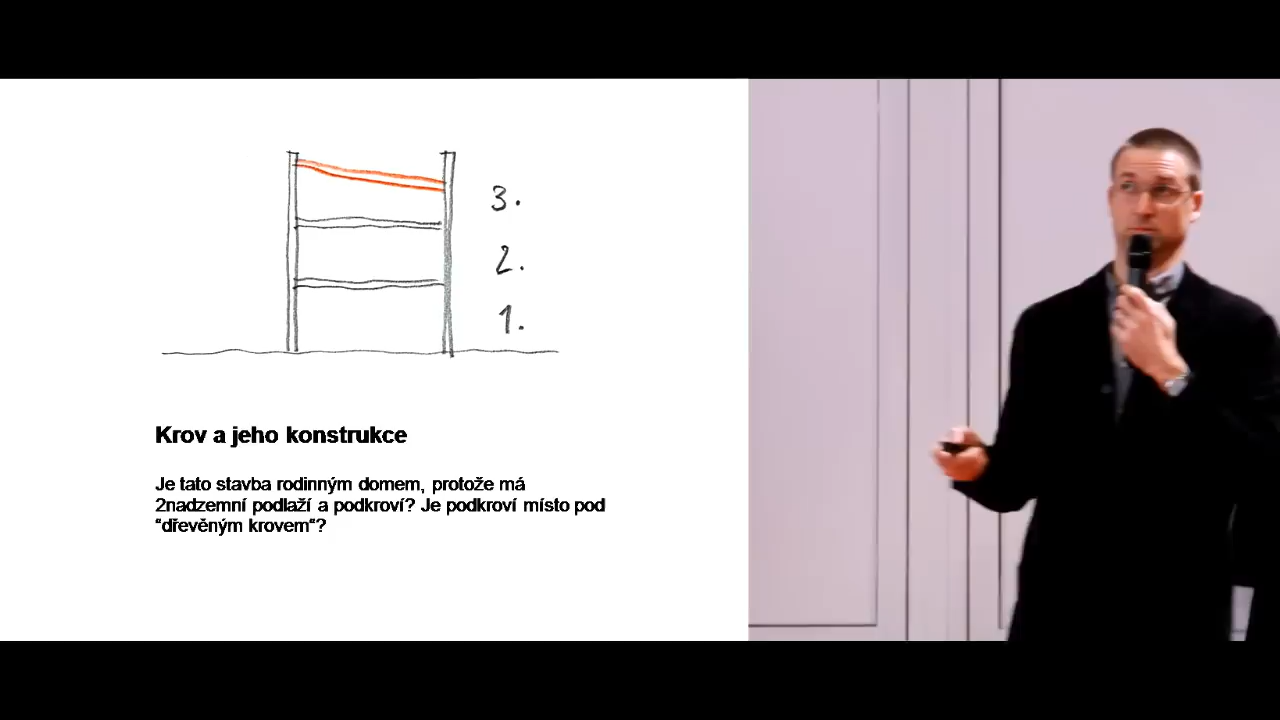 3.
2.
1.
Krov a jeho konstrukce
Je tato stavba rodinným domem, protože má
2nadzemní podlaží a podkroví? Je podkroví místo pod
“dřevěným krovem“?